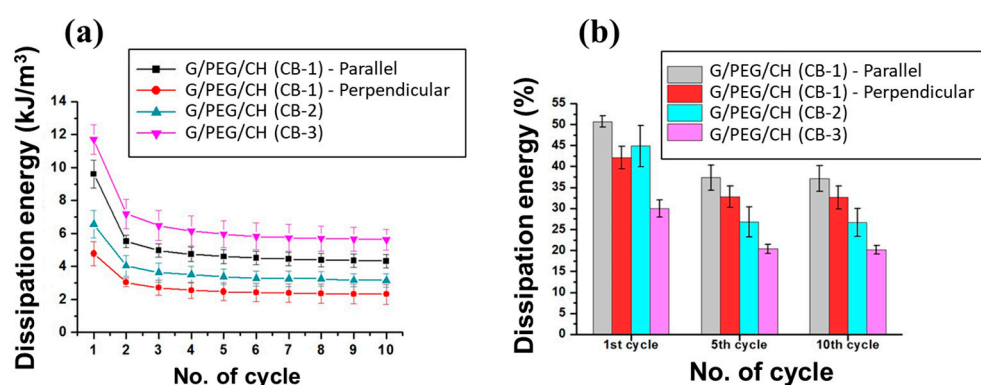 (a)
G/PEG/CH (CB-1) - Parallel
G/PEG/CH (CB-1) - Perpendicular
G/PEG/CH (CB-2)
G/PEG/CH (CB-3)
Dissipation energy (kJ/m³)
14
12
10
8
6
4
2
0
1 2 3 4 5 6 7 8 9 10
No. of cycle
(b)
G/PEG/CH (CB-1) - Parallel
G/PEG/CH (CB-1) - Perpendicular
G/PEG/CH (CB-2)
G/PEG/CH (CB-3)
Dissipation energy (%)
55
50
45
40
35
30
25
20
15
10
5
0
1st cycle 5th cycle 10th cycle
No. of cycle